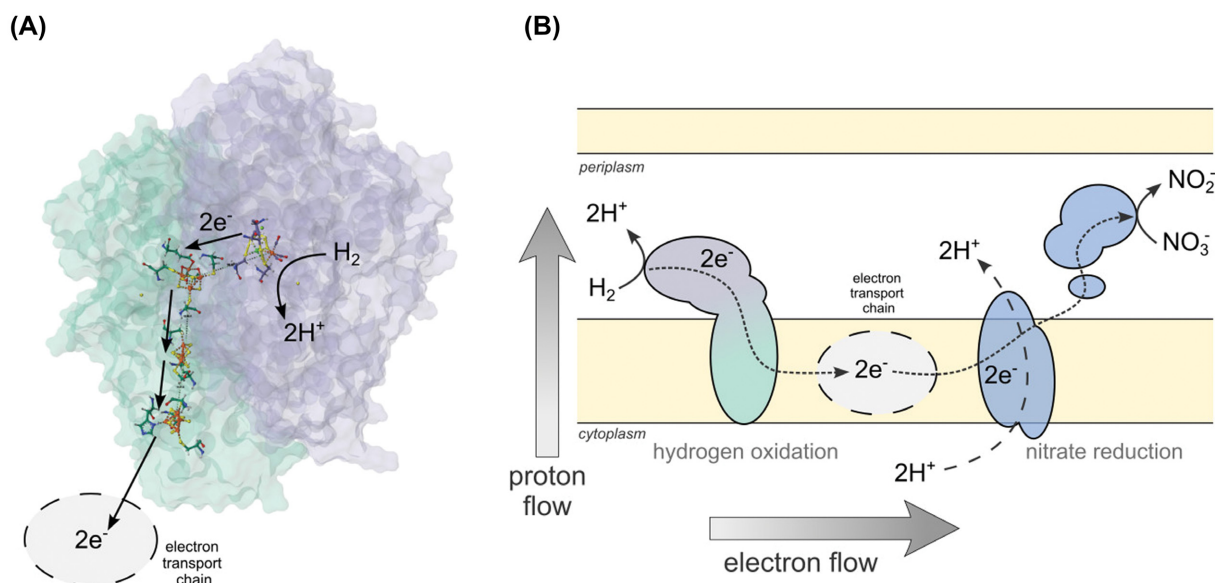 (A)
2e-
H2
2H+
2e-
electron
transport
chain
(B)
periplasm
2H+
H2
2e-
electron
transport
chain
2e-
2H+
2e-
NO2-
NO3-
cytoplasm
hydrogen oxidation
2H+
nitrate reduction
proton
flow
electron flow